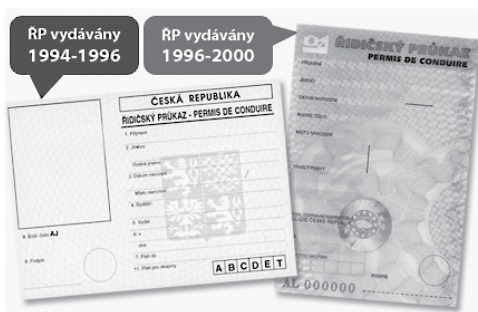 ŘP vydávány
1994-1996
ŘP vydávány
1996-2000
ČESKÁ REPUBLIKA
ŘIDIČSKÝ PRŮKAZ - PERMIS DE CONDUIRE
1. Příjmení
2. Jméno
Rodné jméno
3. Datum narození
Místo narození
4. Bydliště
5. Vydal
6. v
dne
7. Platí do
11. Platí pro skupiny
A B C D E T
AJ
9. Podpis
ŘIDIČSKÝ PRŮKAZ
PERMIS DE CONDUIRE
PŘÍJMENÍ
JMÉNO
DATUM NAROZENÍ
RODNÉ ČÍSLO
MÍSTO NAROZENÍ
TRVALÝ POBYT
SKUPINY
PODPIS
AL 000000